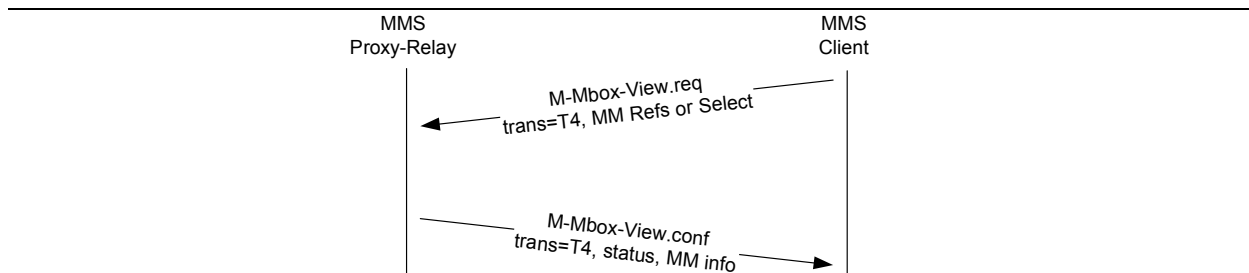 MMS
Proxy-Relay
MMS
Client
M-Mbox-View.req
trans=T4, MM Refs or Select
M-Mbox-View.conf
trans=T4, status, MM info